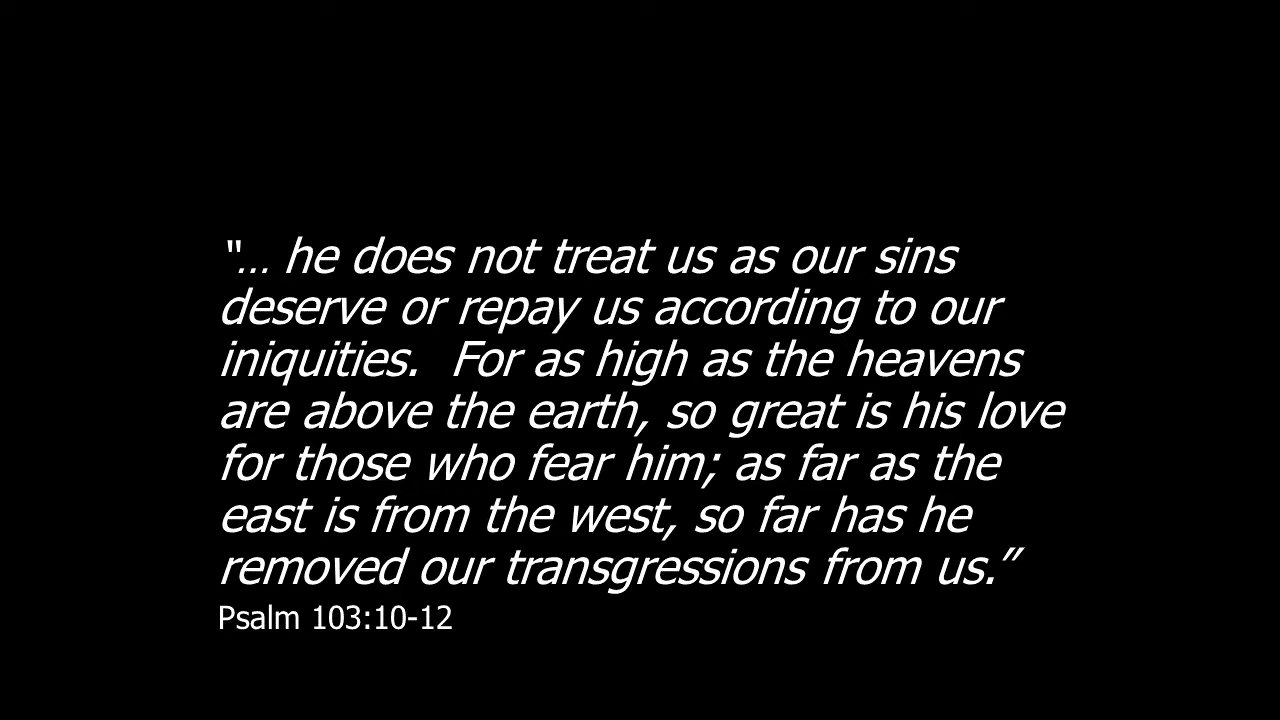 "… he does not treat us as our sins
deserve or repay us according to our
iniquities.  For as high as the heavens
are above the earth, so great is his love
for those who fear him; as far as the
east is from the west, so far has he
removed our transgressions from us.”
Psalm 103:10-12